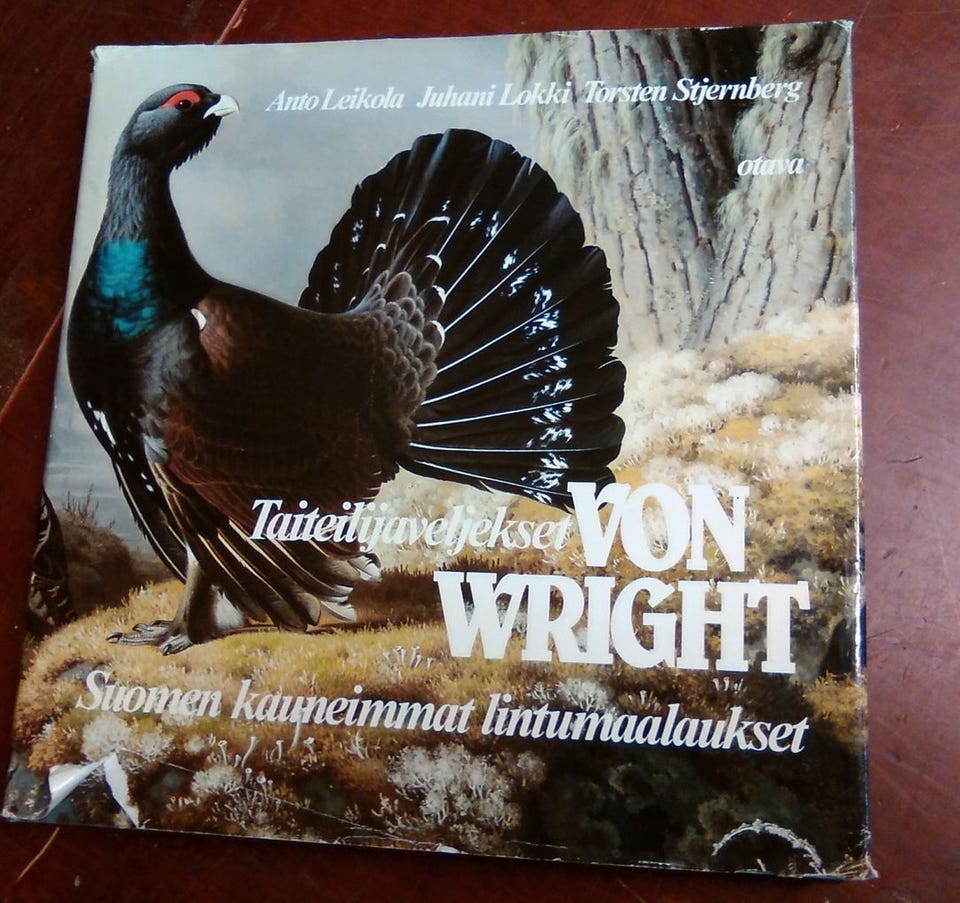 Anto Leikola Juhani Lokki Torsten Stjernberg
otava
Taiteilijaveljekset VON
WRIGHT
Suomen kauneimmat lintumaalaukset